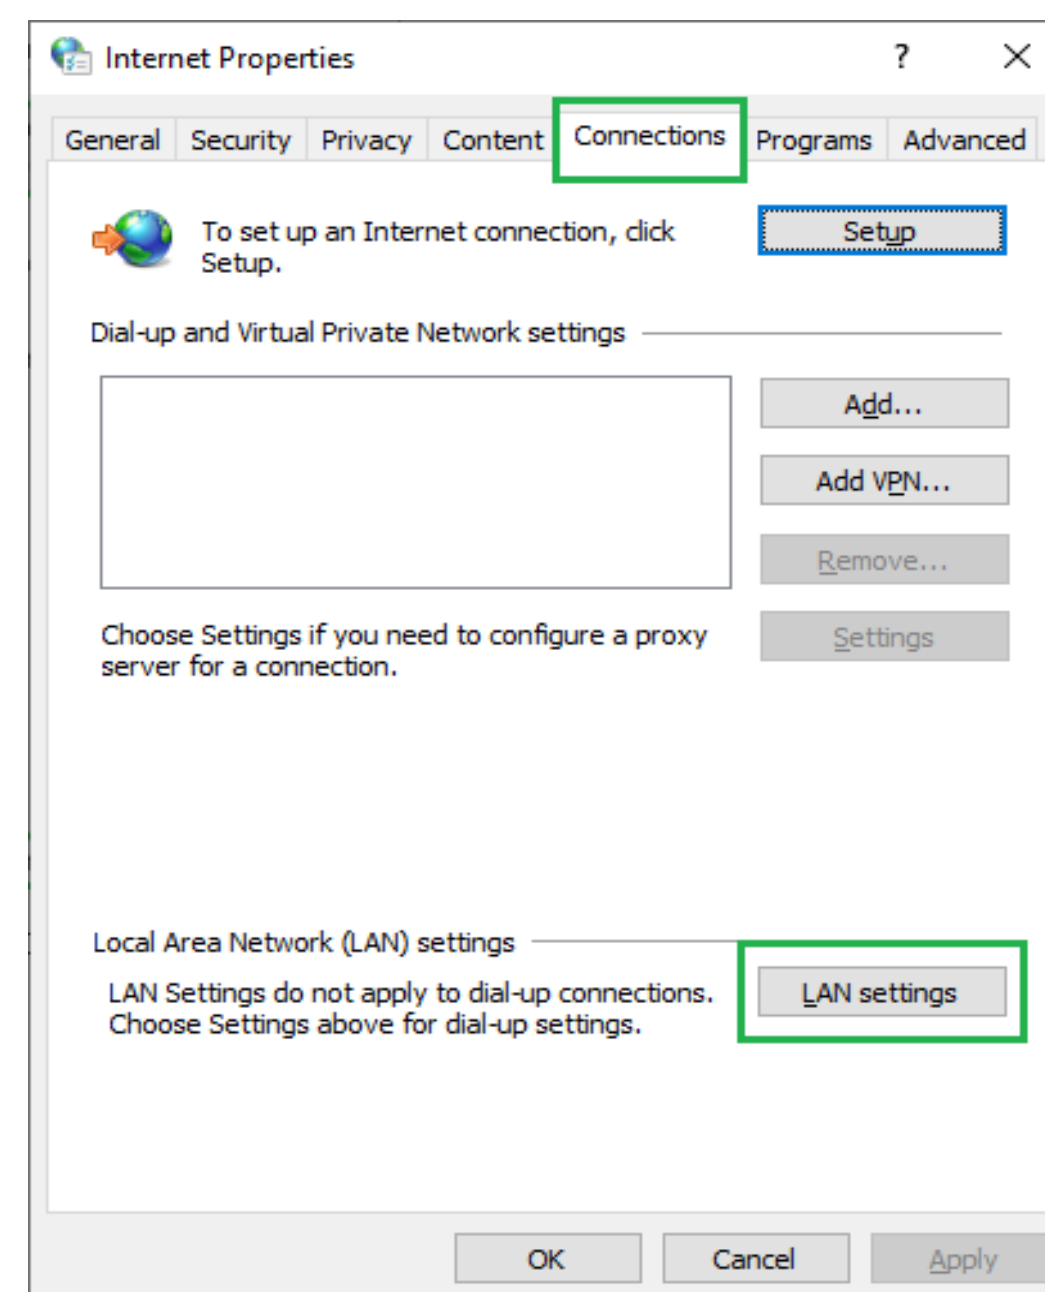 Internet Properties
?
General Security Privacy Content Connections Programs Advanced
To set up an Internet connection, click
Setup.
Setup
Dial-up and Virtual Private Network settings
Add...
Add VPN...
Remove...
Choose Settings if you need to configure a proxy
server for a connection.
Settings
Local Area Network (LAN) settings
LAN Settings do not apply to dial-up connections.
Choose Settings above for dial-up settings.
LAN settings
OK Cancel Apply